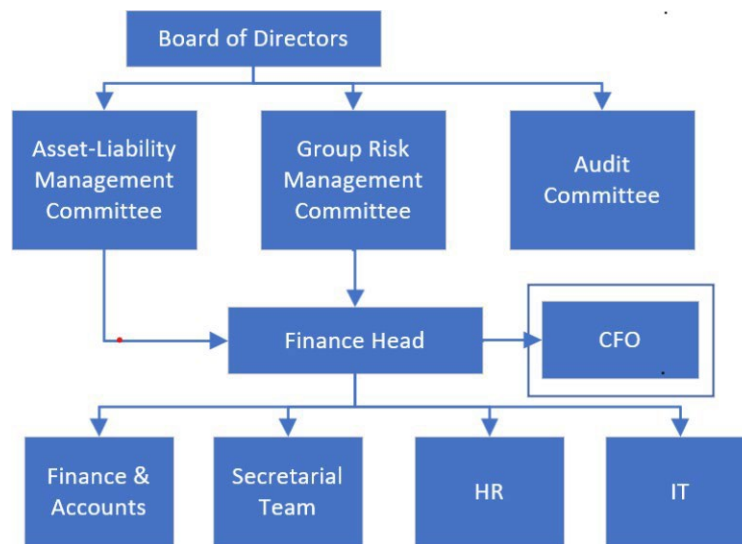 Board of Directors
Asset-Liability
Management
Committee
Group Risk
Management
Committee
Audit
Committee
Finance Head
CFO
Finance &
Accounts
Secretarial
Team
HR
IT